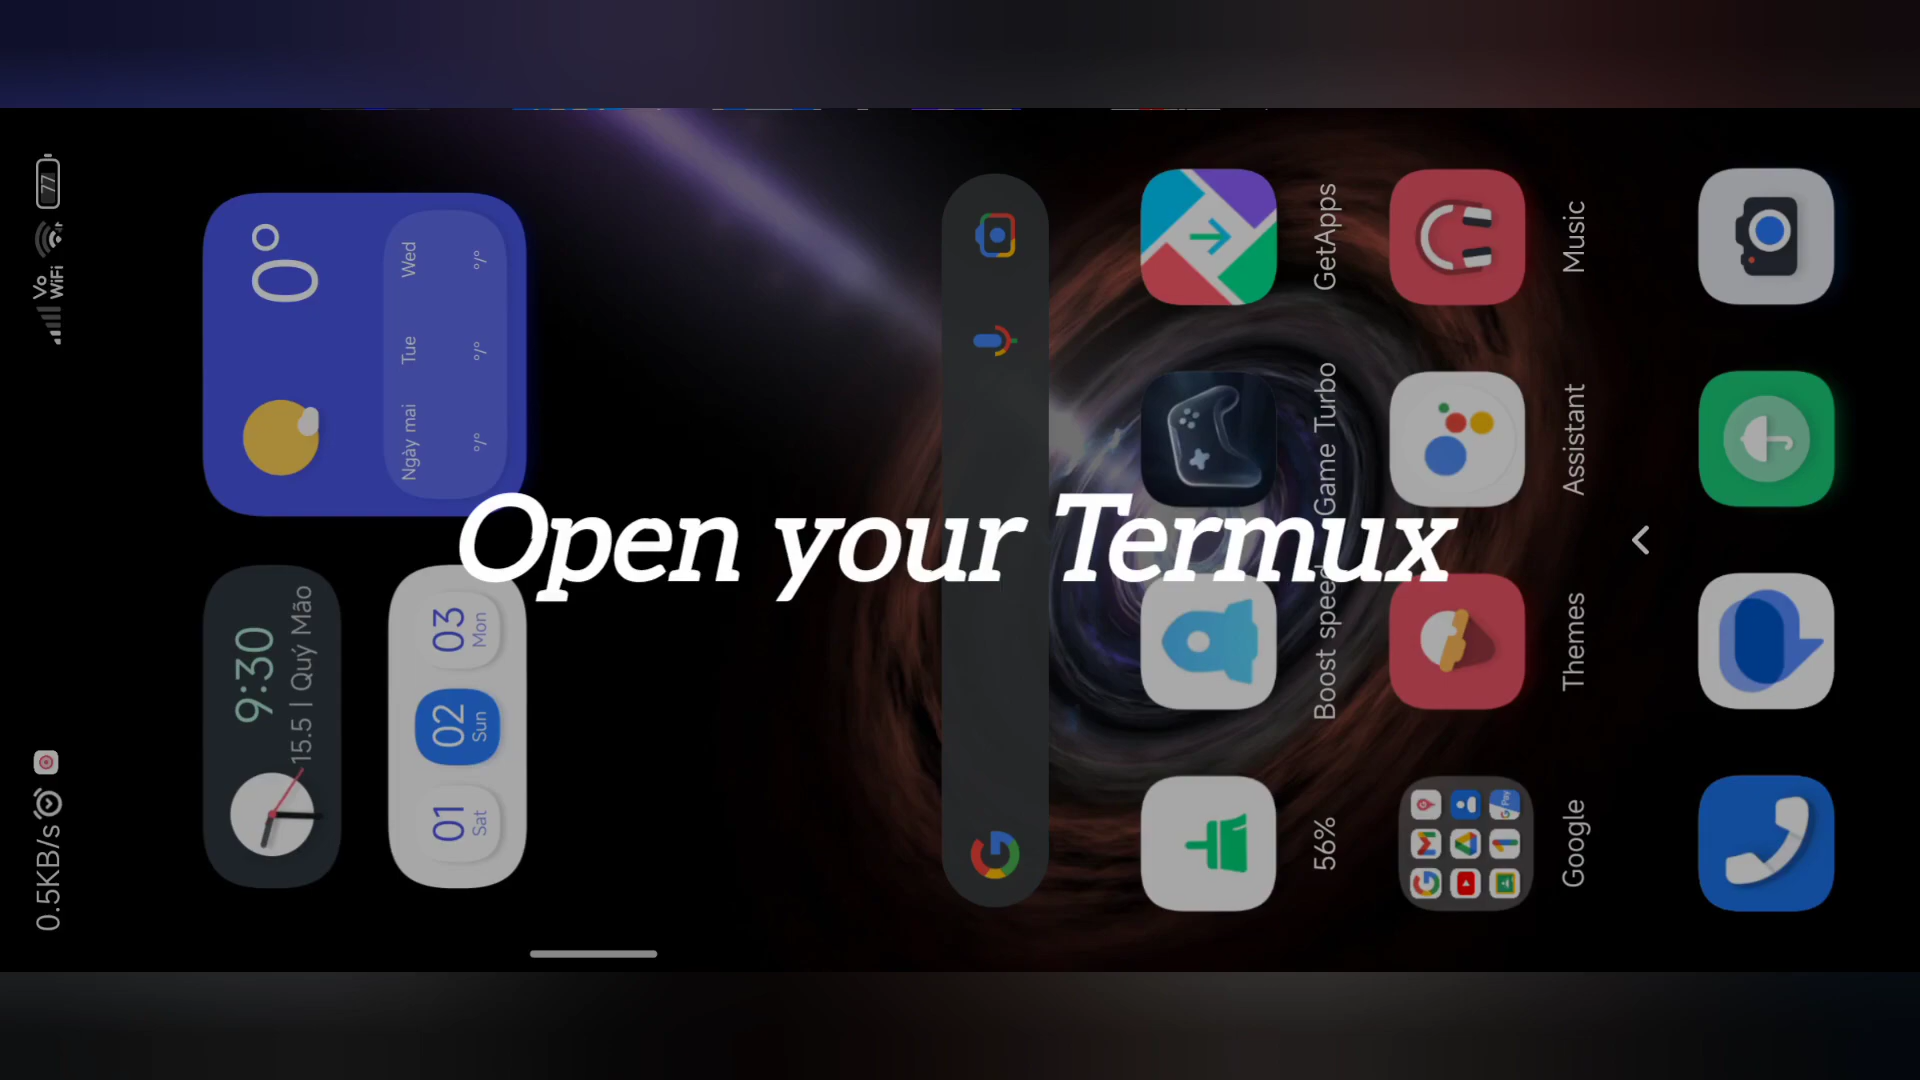 0.5KB/s
Vo
WiFi
77
9:30
15.5 | Quý Mão
0°
Ngày mai
Tue
Wed
°/°
°/°
°/°
01
Sat
02
Sun
03
Mon
Open your Termux
56%
Boost speed
Game Turbo
GetApps
Google
Themes
Assistant
Music
Pay